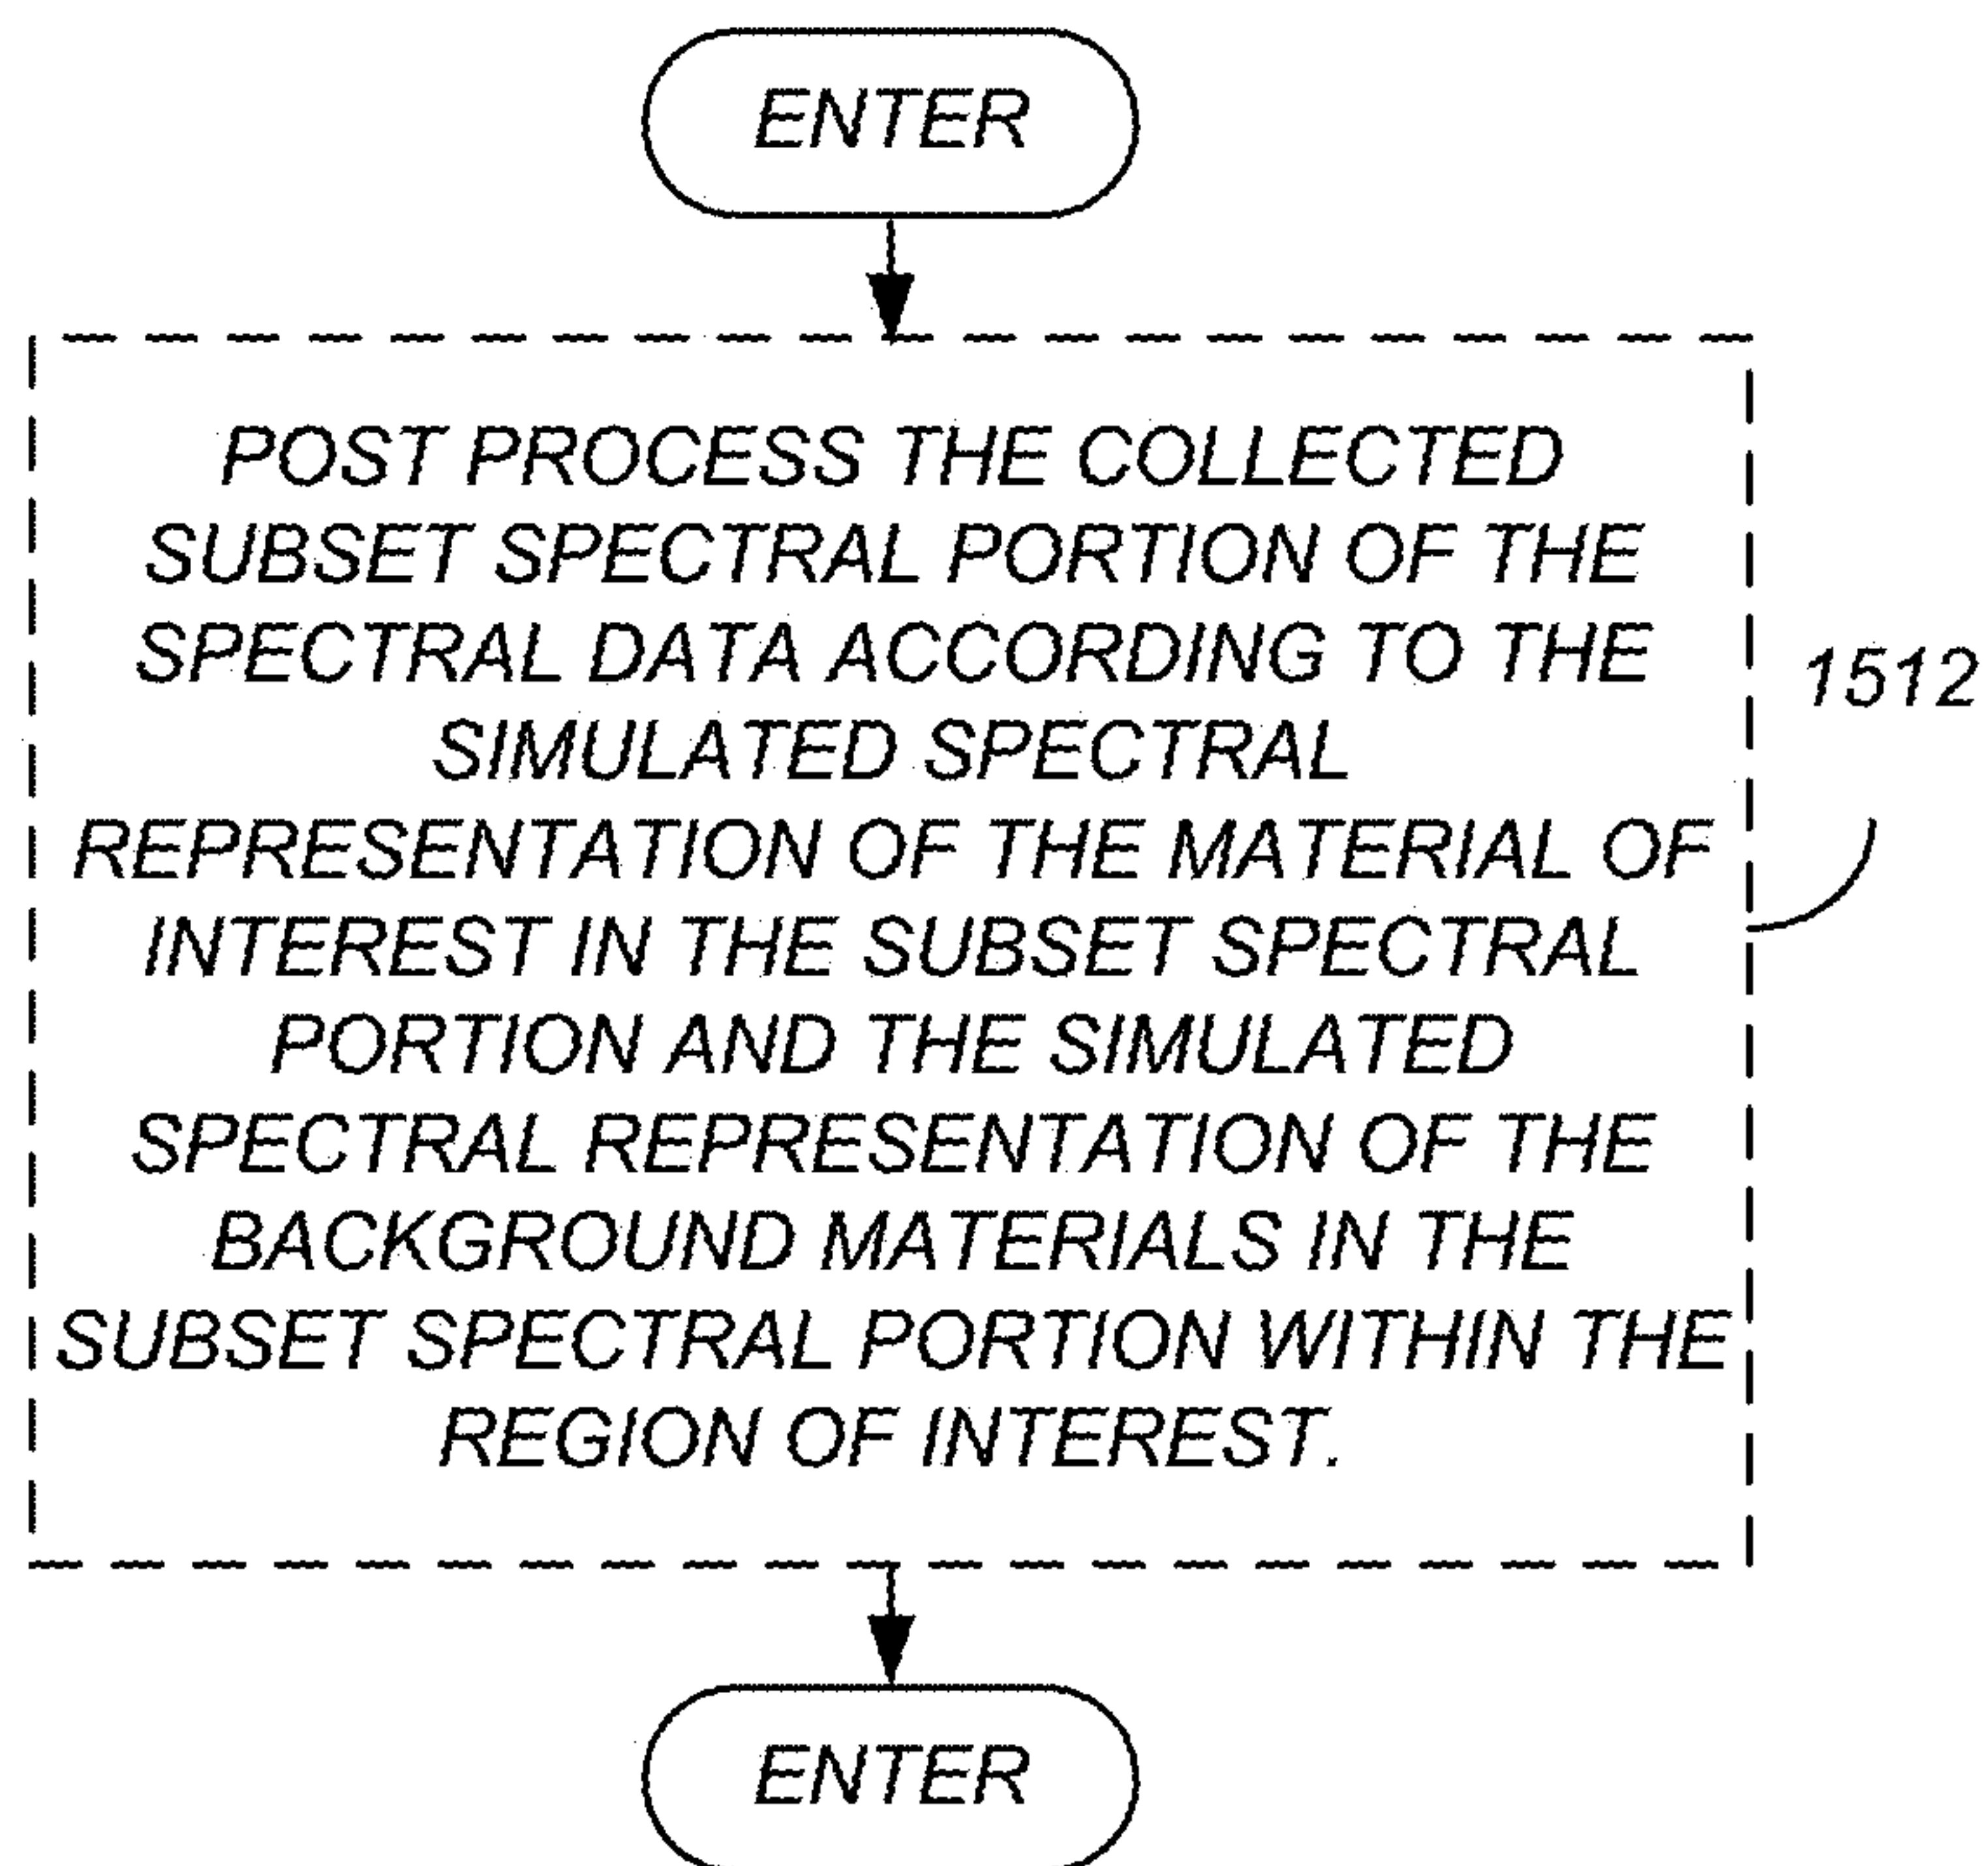 ENTER
POST PROCESS THE COLLECTED
SUBSET SPECTRAL PORTION OF THE
SPECTRAL DATA ACCORDING TO THE
SIMULATED SPECTRAL
REPRESENTATION OF THE MATERIAL OF
INTEREST IN THE SUBSET SPECTRAL
PORTION AND THE SIMULATED
SPECTRAL REPRESENTATION OF THE
BACKGROUND MATERIALS IN THE
SUBSET SPECTRAL PORTION WITHIN THE
REGION OF INTEREST.
1512
ENTER